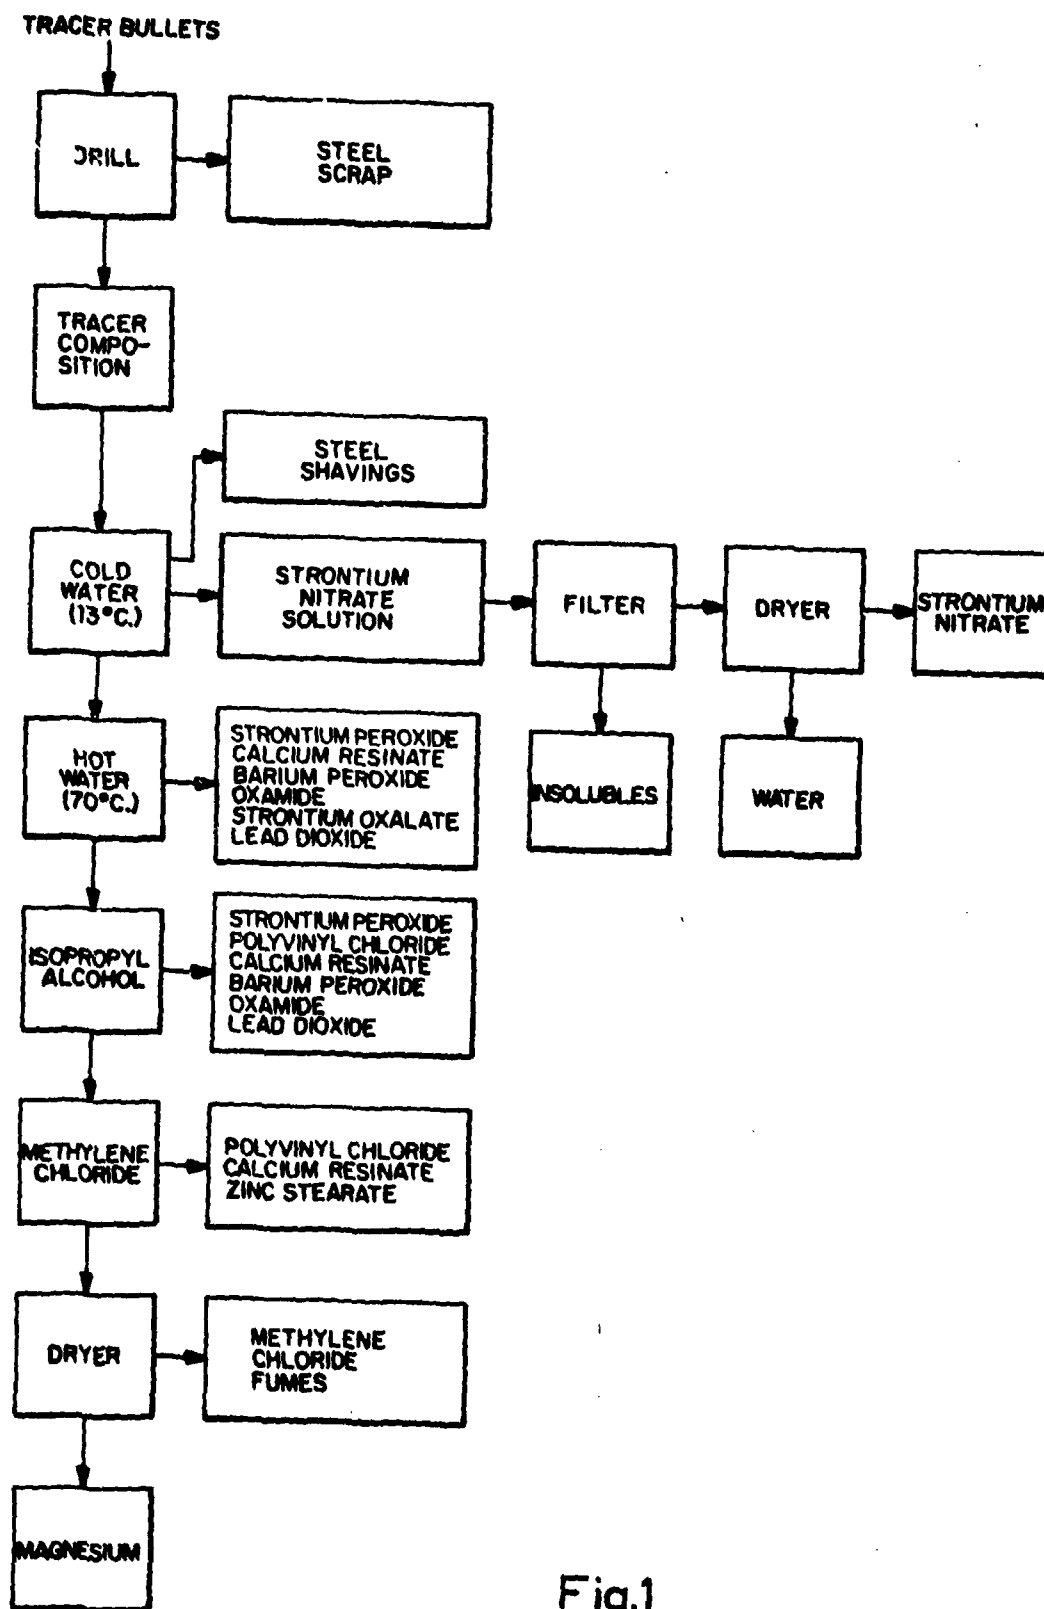 TRACER BULLETS
DRILL
STEEL
SCRAP
TRACER
COMPO-
SITION
STEEL
SHAVINGS
COLD
WATER
(13°C.)
STRONTIUM
NITRATE
SOLUTION
FILTER
DRYER
STRONTIUM
NITRATE
HOT
WATER
(70°C.)
STRONTIUM PEROXIDE
CALCIUM RESINATE
BARIUM PEROXIDE
OXAMIDE
STRONTIUM OXALATE
LEAD DIOXIDE
INSOLUBLES
WATER
ISOPROPYL
ALCOHOL
STRONTIUM PEROXIDE
POLYVINYL CHLORIDE
CALCIUM RESINATE
BARIUM PEROXIDE
OXAMIDE
LEAD DIOXIDE
METHYLENE
CHLORIDE
POLYVINYL CHLORIDE
CALCIUM RESINATE
ZINC STEARATE
DRYER
METHYLENE
CHLORIDE
FUMES
MAGNESIUM
Fig.1